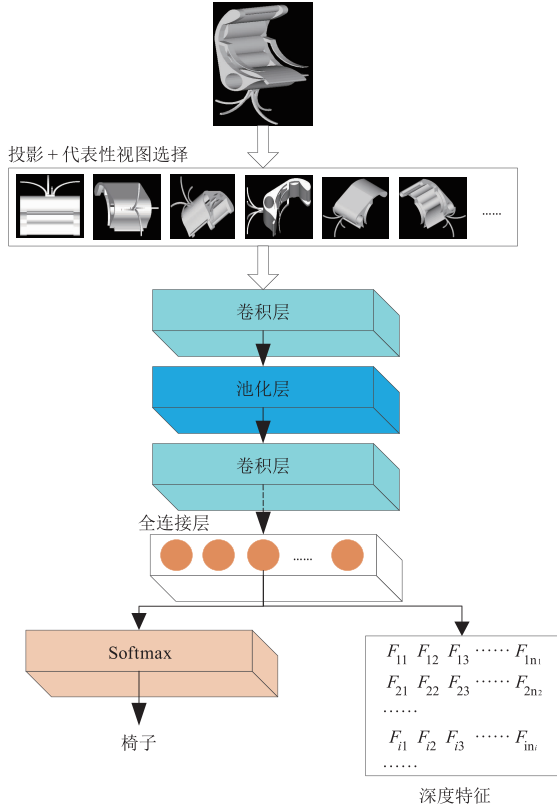 投影+代表性视图选择
......
卷积层
池化层
卷积层
全连接层
......
Softmax
椅子
F11 F12 F13 ⋯⋯ F1n1
F21 F22 F23 ⋯⋯ F2n2
⋯⋯
Fi1 Fi2 Fi3 ⋯⋯ Fini
⋯⋯
深度特征